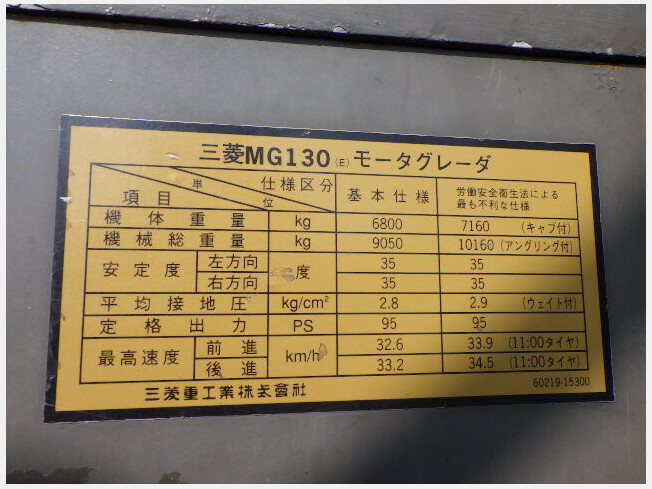 三菱MG130(E)モータグレーダ
単位 仕様区分 項目 基本仕様 労働安全衛生法による最も不利な仕様
機体重量 kg 6800 7160 (キャブ付)
機械総重量 kg 9050 10160 (アングリング付)
安定度 左方向 度 35 35
右方向 35 35
平均接地圧 kg/cm² 2.8 2.9 (ウェイト付)
定格出力 PS 95 95
最高速度 前進 km/h 32.6 33.9 (11:00タイヤ)
後進 33.2 34.5 (11:00タイヤ)
三菱重工業株式會社 60219-15300